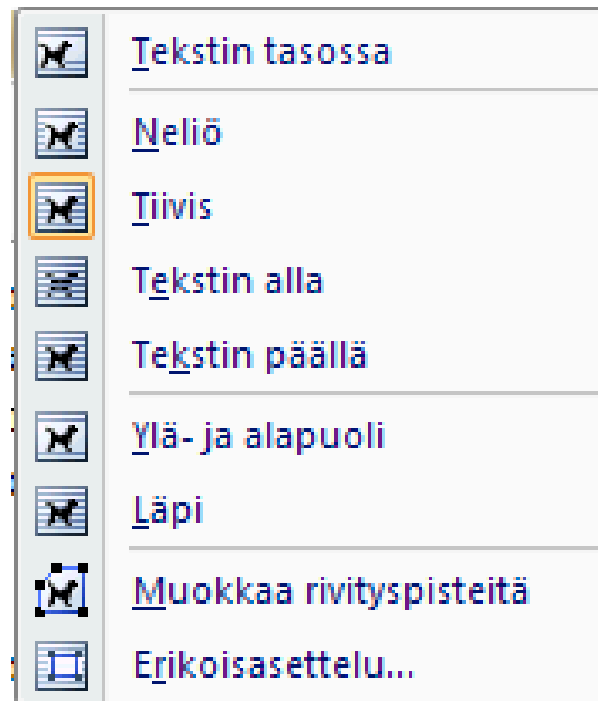 Tekstin tasossa
Neliö
Tiivis
Tekstin alla
Tekstin päällä
Ylä- ja alapuoli
Läpi
Muokkaa rivityspisteitä
Erikoisasettelu...